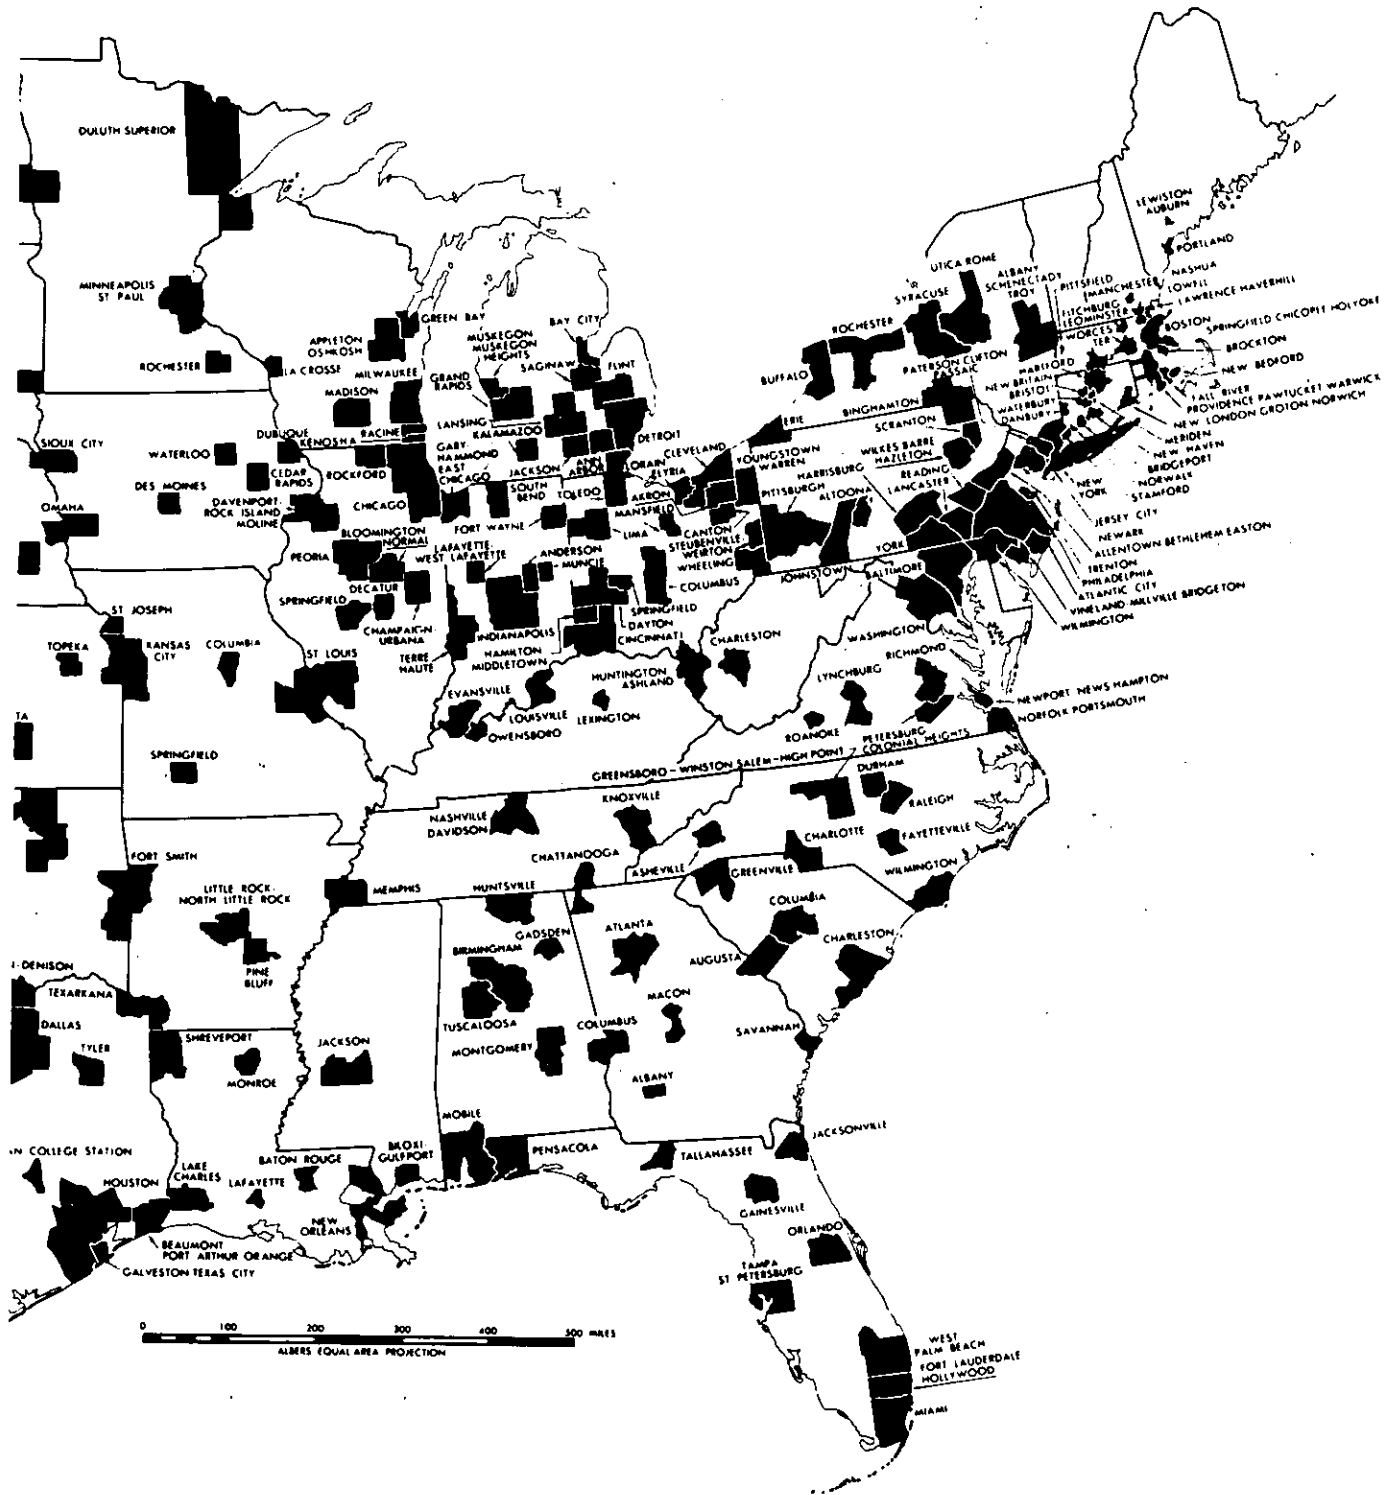 DULUTH SUPERIOR
MINNEAPOLIS
ST PAUL
ROCHESTER
LA CROSSE
GREEN BAY
APPLETON
OSHKOSH
MILWAUKEE
MADISON
RACINE
KENOSHA
DUBUQUE
WATERLOO
CEDAR
RAPIDS
DES MOINES
DAVENPORT-
ROCK ISLAND
MOLINE
SIOUX CITY
OMAHA
ROCKFORD
CHICAGO
GARY-
HAMMOND
EAST
CHICAGO
BLOOMINGTON
NORMAL
PEORIA
DECATUR
SPRINGFIELD
CHAMPAIGN-
URBANA
LAFAYETTE-
WEST LAFAYETTE
MUSKEGON
MUSKEGON
HEIGHTS
GRAND
RAPIDS
BAY CITY
SAGINAW
FLINT
LANSING
KALAMAZOO
JACKSON
ANN
ARBOR
DETROIT
SOUTH
BEND
TOLEDO
FORT WAYNE
LIMA
LORAIN
ELYRIA
CLEVELAND
AKRON
MANSFIELD
CANTON
STEUBENVILLE
WEIRTON
WHEELING
YOUNGSTOWN
WARREN
ANDERSON
MUNCIE
COLUMBUS
SPRINGFIELD
DAYTON
CINCINNATI
HAMILTON
MIDDLETOWN
INDIANAPOLIS
TERRE
HAUTE
ERIE
PITTSBURGH
ALTOONA
JOHNSTOWN
HARRISBURG
YORK
LANCASTER
READING
WILKES BARRE
HAZLETON
SCRANTON
BINGHAMTON
BUFFALO
ROCHESTER
SYRACUSE
UTICA ROME
ALBANY
SCHENECTADY
TROY
PATERSON CLIFTON
PASSAIC
LEWISTON
AUBURN
PORTLAND
NASHUA
PITTSFIELD
MANCHESTER
LOWELL
LAWRENCE HAVERHILL
FITCHBURG
LEOMINSTER
WORCES
TER
BOSTON
SPRINGFIELD CHICOPEE HOLYOKE
BROCKTON
NEW BEDFORD
FALL RIVER
PROVIDENCE PAWTUCKET WARWICK
NEW LONDON GROTON NORWICH
HARTFORD
NEW BRITAIN
BRISTOL
WATERBURY
DANBURY
MERIDEN
NEW HAVEN
BRIDGEPORT
NORWALK
STAMFORD
NEW
YORK
JERSEY CITY
NEWARK
ALLENTOWN BETHLEHEM EASTON
TRENTON
PHILADELPHIA
ATLANTIC CITY
VINELAND-MILLVILLE BRIDGETON
WILMINGTON
BALTIMORE
WASHINGTON
RICHMOND
LYNCHBURG
ROANOKE
PETERSBURG
COLONIAL HEIGHTS
NEWPORT NEWS HAMPTON
NORFOLK PORTSMOUTH
ST JOSEPH
TOPEKA
KANSAS
CITY
COLUMBIA
ST LOUIS
TA
SPRINGFIELD
EVANSVILLE
LOUISVILLE
OWENSBORO
LEXINGTON
HUNTINGTON
ASHLAND
CHARLESTON
GREENSBORO - WINSTON SALEM - HIGH POINT
DURHAM
RALEIGH
FAYETTEVILLE
CHARLOTTE
WILMINGTON
ASHEVILLE
GREENVILLE
COLUMBIA
CHARLESTON
AUGUSTA
NASHVILLE
DAVIDSON
KNOXVILLE
CHATTANOOGA
MEMPHIS
HUNTSVILLE
FORT SMITH
LITTLE ROCK-
NORTH LITTLE ROCK
PINE
BLUFF
GADSDEN
BIRMINGHAM
ATLANTA
TUSCALOOSA
MACON
MONTGOMERY
COLUMBUS
SAVANNAH
ALBANY
-DENISON
TEXARKANA
DALLAS
TYLER
SHREVEPORT
MONROE
JACKSON
MOBILE
BILOXI-
GULFPORT
PENSACOLA
TALLAHASSEE
JACKSONVILLE
GAINESVILLE
ORLANDO
TAMPA
ST PETERSBURG
WEST
PALM BEACH
FORT LAUDERDALE
HOLLYWOOD
MIAMI
N COLLEGE STATION
HOUSTON
LAKE
CHARLES
LAFAYETTE
BATON ROUGE
NEW
ORLEANS
BEAUMONT
PORT ARTHUR ORANGE
GALVESTON TEXAS CITY
0 100 200 300 400 500 MILES
ALBERS EQUAL AREA PROJECTION